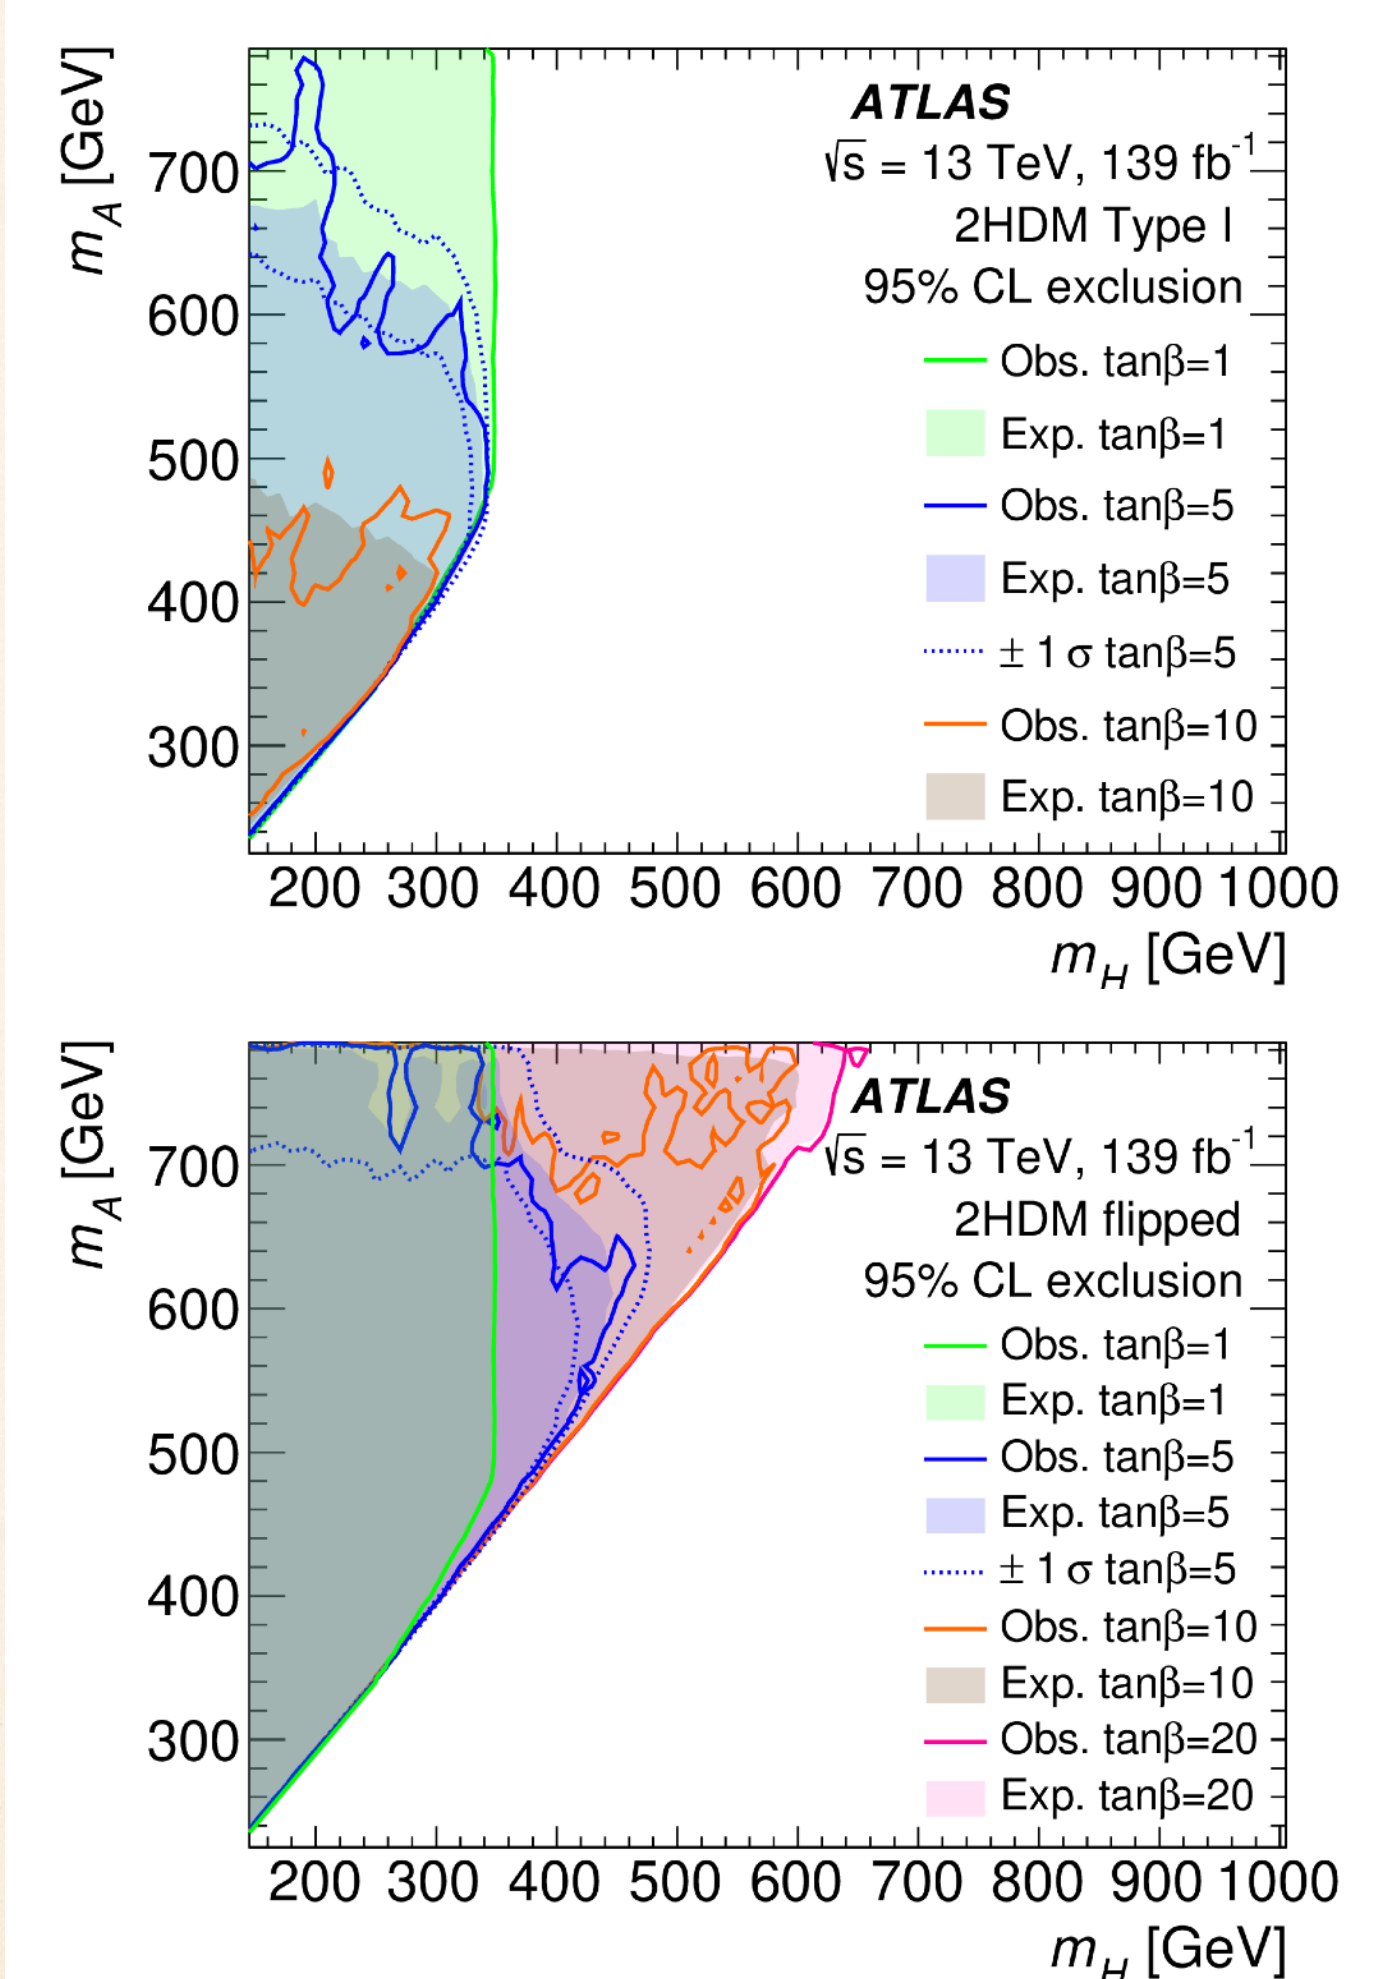 m_A [GeV]
700
600
500
400
300
ATLAS
√s = 13 TeV, 139 fb⁻¹
2HDM Type I
95% CL exclusion
Obs. tanβ=1
Exp. tanβ=1
Obs. tanβ=5
Exp. tanβ=5
± 1 σ tanβ=5
Obs. tanβ=10
Exp. tanβ=10
200 300 400 500 600 700 800 900 1000
m_H [GeV]
m_A [GeV]
700
600
500
400
300
ATLAS
√s = 13 TeV, 139 fb⁻¹
2HDM flipped
95% CL exclusion
Obs. tanβ=1
Exp. tanβ=1
Obs. tanβ=5
Exp. tanβ=5
± 1 σ tanβ=5
Obs. tanβ=10
Exp. tanβ=10
Obs. tanβ=20
Exp. tanβ=20
200 300 400 500 600 700 800 900 1000
m_H [GeV]